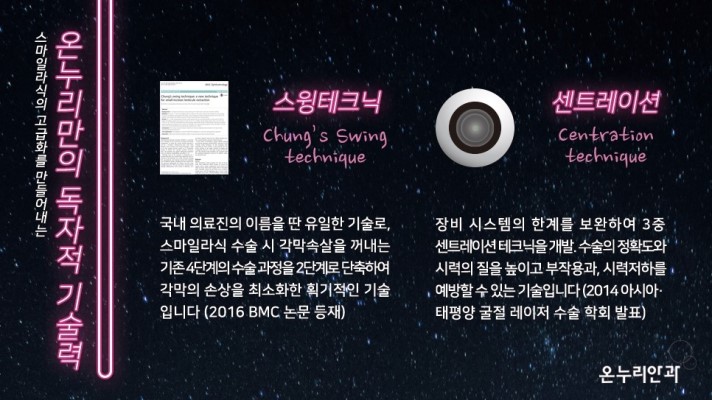 스마일라식의 고급화를 만들어내는
온누리만의 독자적 기술력
스윙테크닉
Chung's Swing
technique
국내 의료진의 이름을 딴 유일한 기술로,
스마일라식 수술 시 각막속살을 꺼내는
기존 4단계의 수술 과정을 2단계로 단축하여
각막의 손상을 최소화한 획기적인 기술
입니다 (2016 BMC 논문 등재)
센트레이션
Centration
technique
장비 시스템의 한계를 보완하여 3중
센트레이션 테크닉을 개발. 수술의 정확도와
시력의 질을 높이고 부작용과, 시력저하를
예방할 수 있는 기술입니다 (2014 아시아·
태평양 굴절 레이저 수술 학회 발표)
온누리안과